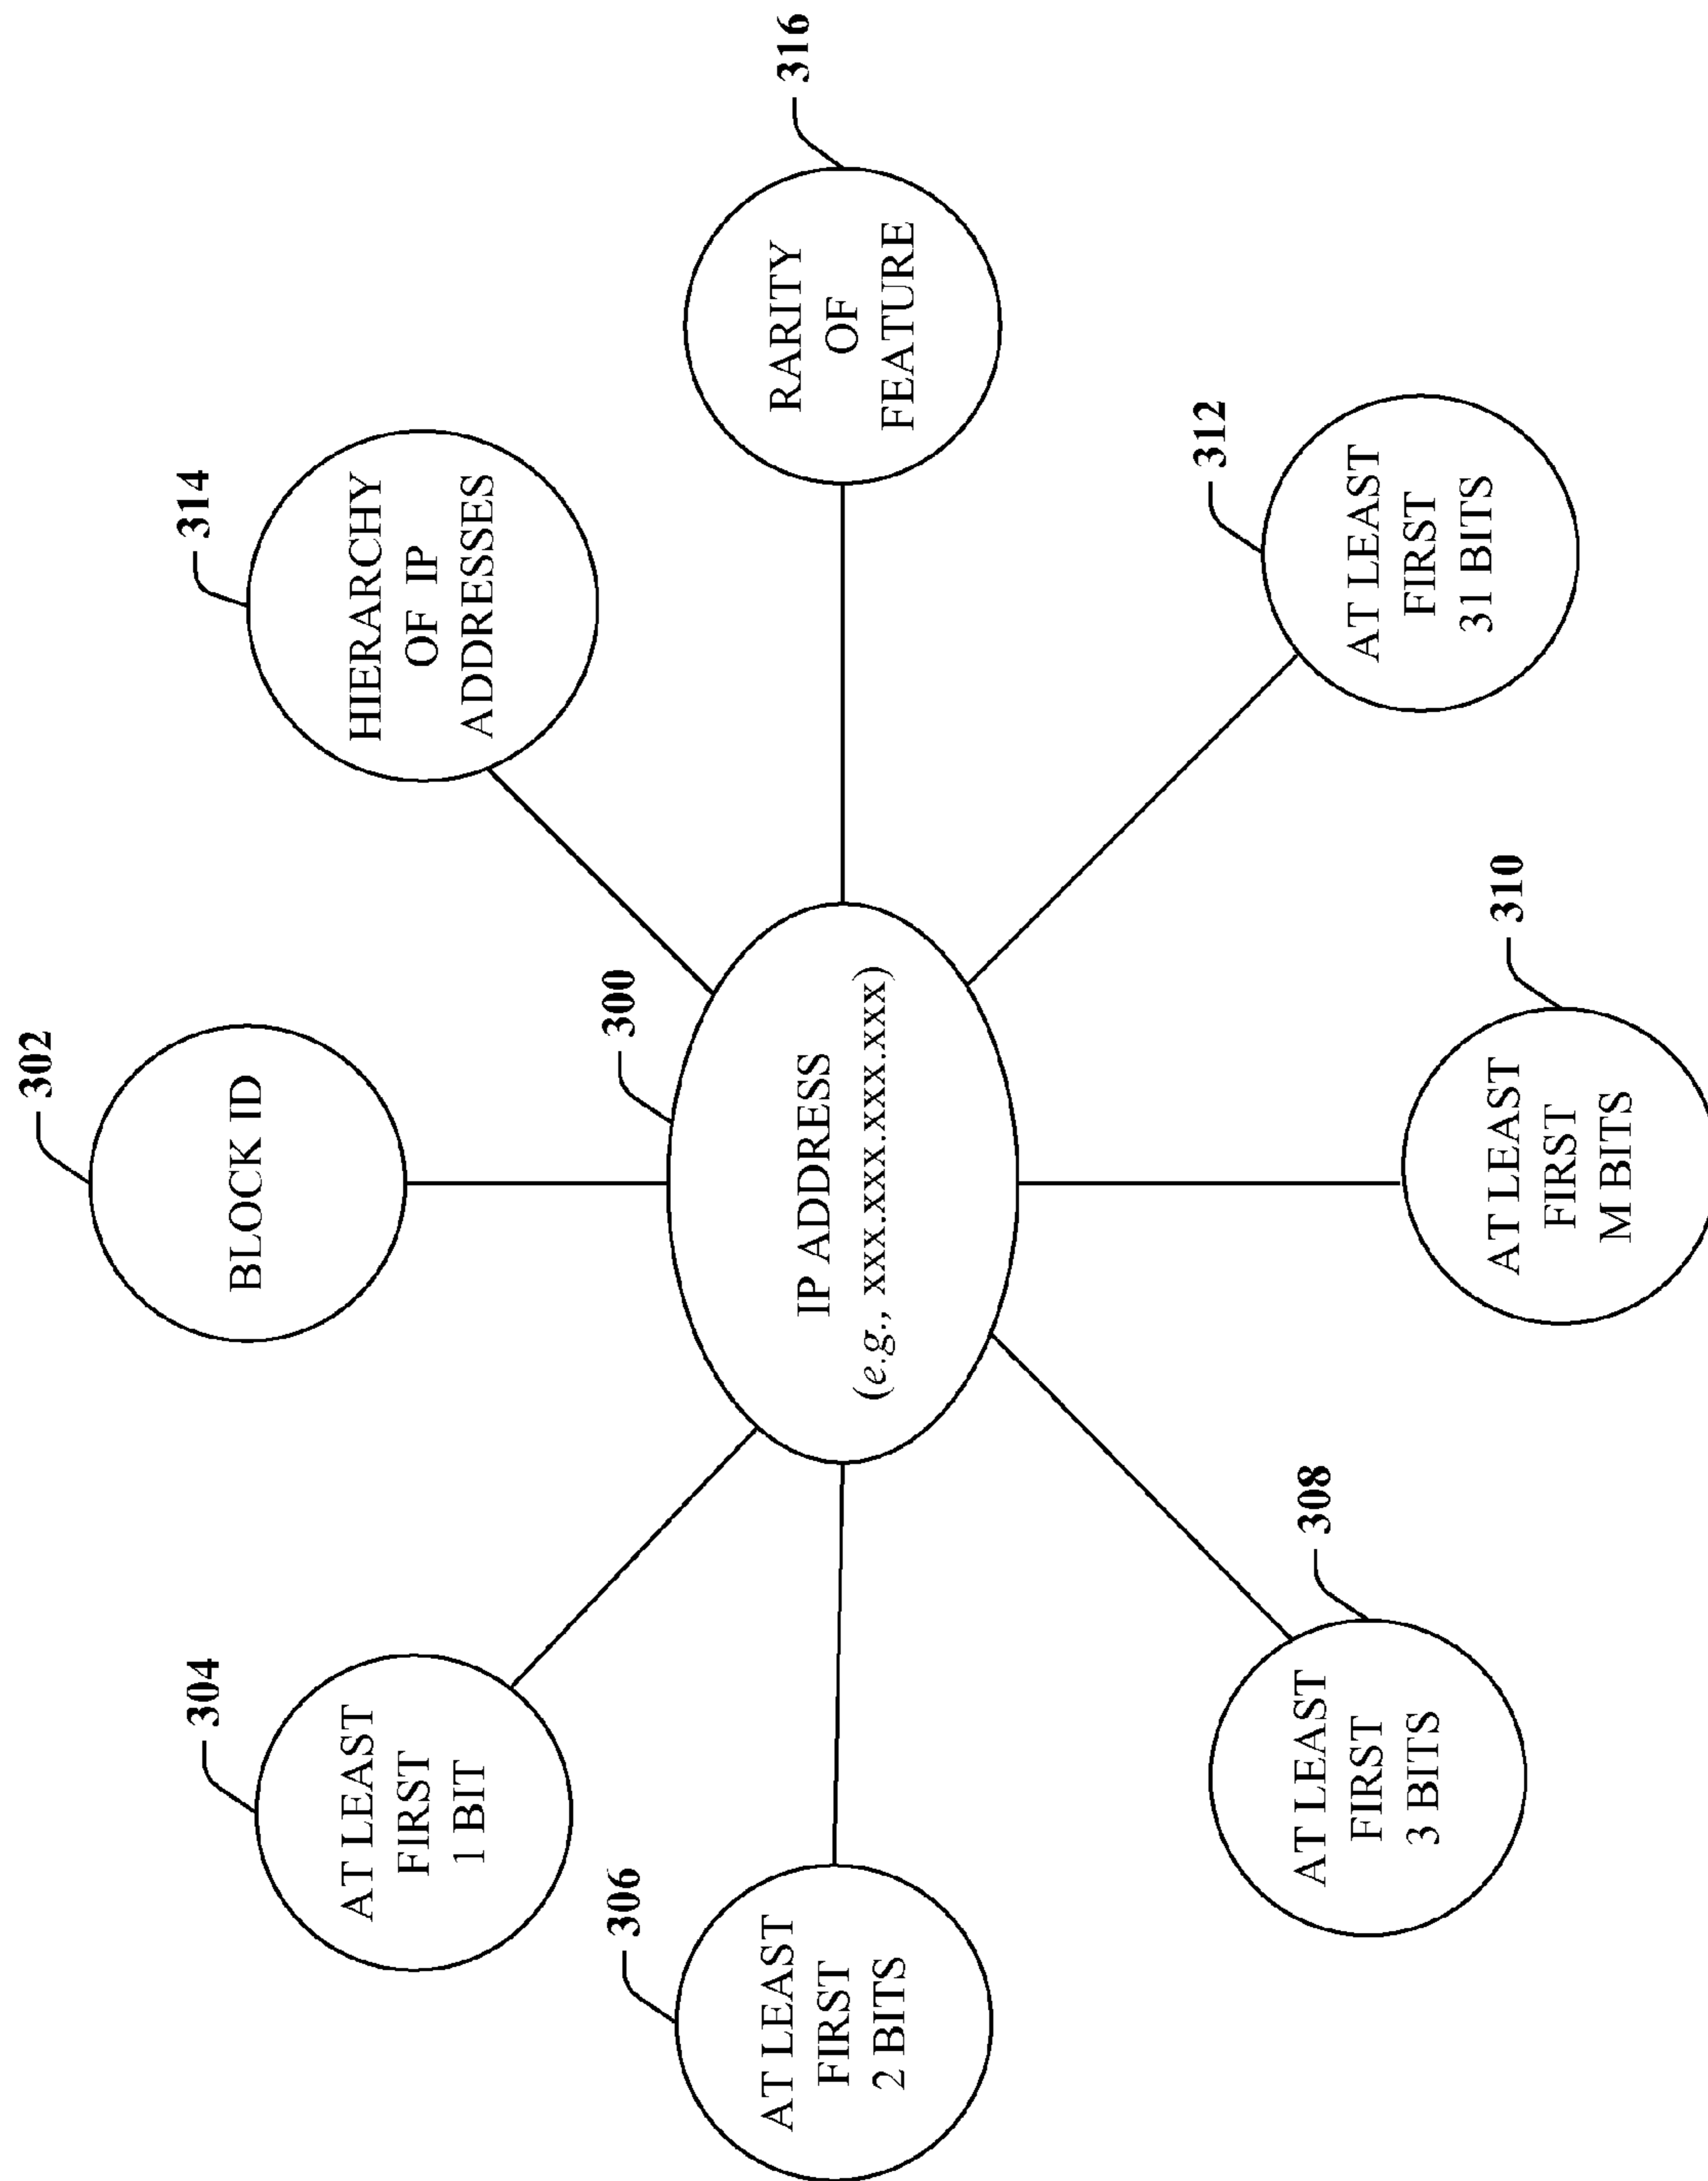 302
BLOCK ID
304
AT LEAST
FIRST
1 BIT
314
HIERARCHY
OF IP
ADDRESSES
300
IP ADDRESS
(e.g., xxx.xxx.xxx.xxx)
306
AT LEAST
FIRST
2 BITS
316
RARITY
OF
FEATURE
308
AT LEAST
FIRST
3 BITS
312
AT LEAST
FIRST
31 BITS
310
AT LEAST
FIRST
M BITS